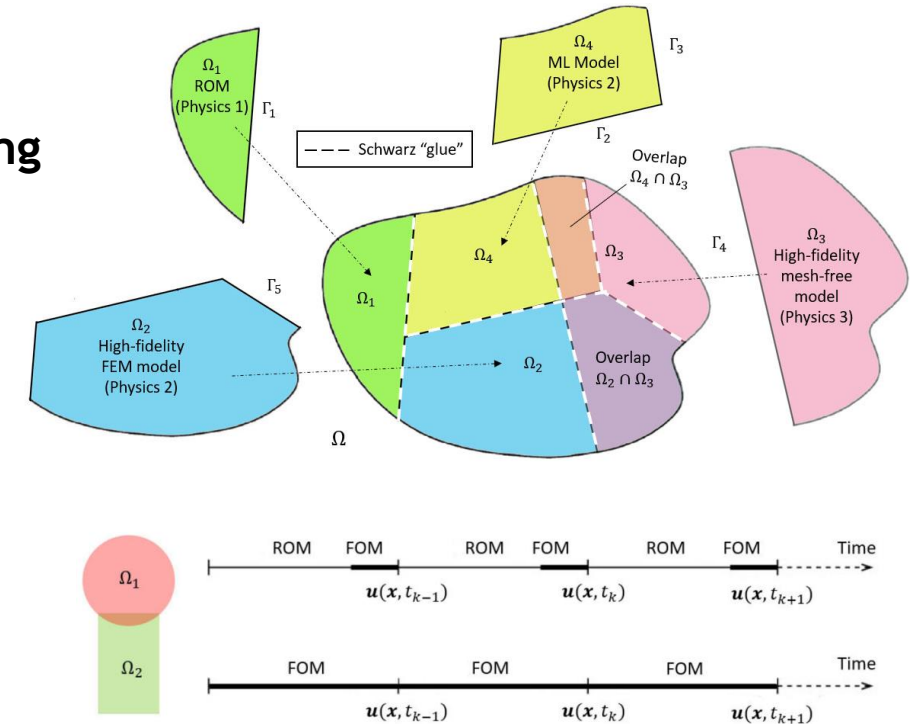 ng
Ω₁
ROM
(Physics 1)
Γ₁
Ω₄
ML Model
(Physics 2)
Γ₃
Γ₂
Schwarz “glue”
Overlap
Ω₄ ∩ Ω₃
Ω₃
High-fidelity
mesh-free
model
(Physics 3)
Γ₄
Ω₄
Ω₃
Ω₁
Γ₅
Ω₂
High-fidelity
FEM model
(Physics 2)
Ω₂
Overlap
Ω₂ ∩ Ω₃
Ω
Ω₁
Ω₂
ROM FOM ROM FOM ROM FOM Time
u(x, tₖ₋₁) u(x, tₖ) u(x, tₖ₊₁)
FOM FOM FOM Time
u(x, tₖ₋₁) u(x, tₖ) u(x, tₖ₊₁)